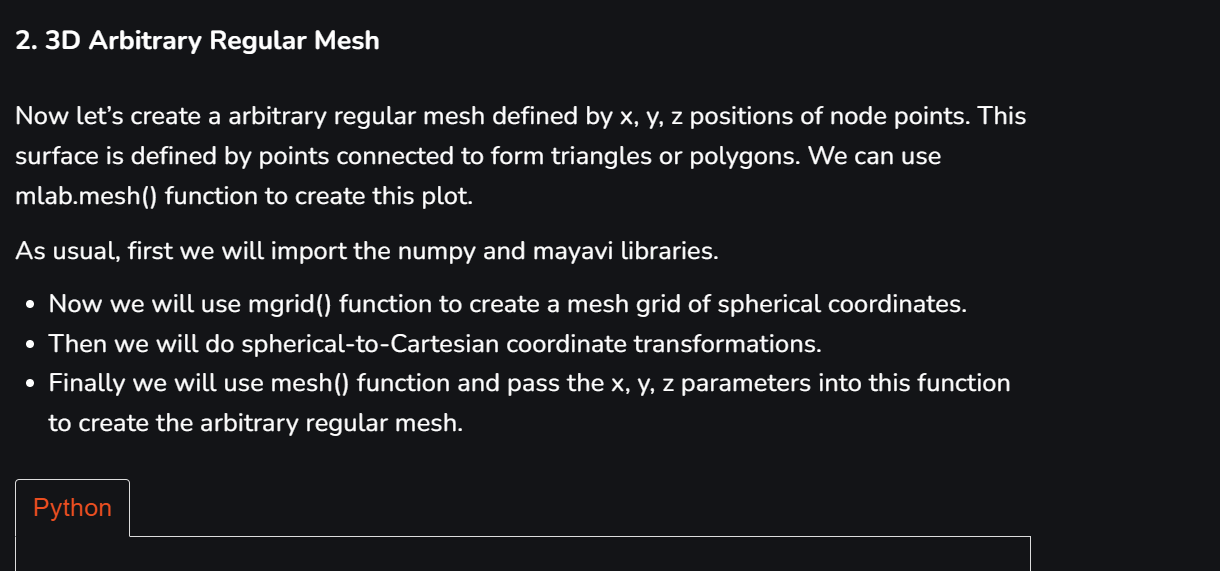 2. 3D Arbitrary Regular Mesh
Now let’s create a arbitrary regular mesh defined by x, y, z positions of node points. This
surface is defined by points connected to form triangles or polygons. We can use
mlab.mesh() function to create this plot.
As usual, first we will import the numpy and mayavi libraries.
• Now we will use mgrid() function to create a mesh grid of spherical coordinates.
• Then we will do spherical-to-Cartesian coordinate transformations.
• Finally we will use mesh() function and pass the x, y, z parameters into this function
to create the arbitrary regular mesh.
Python